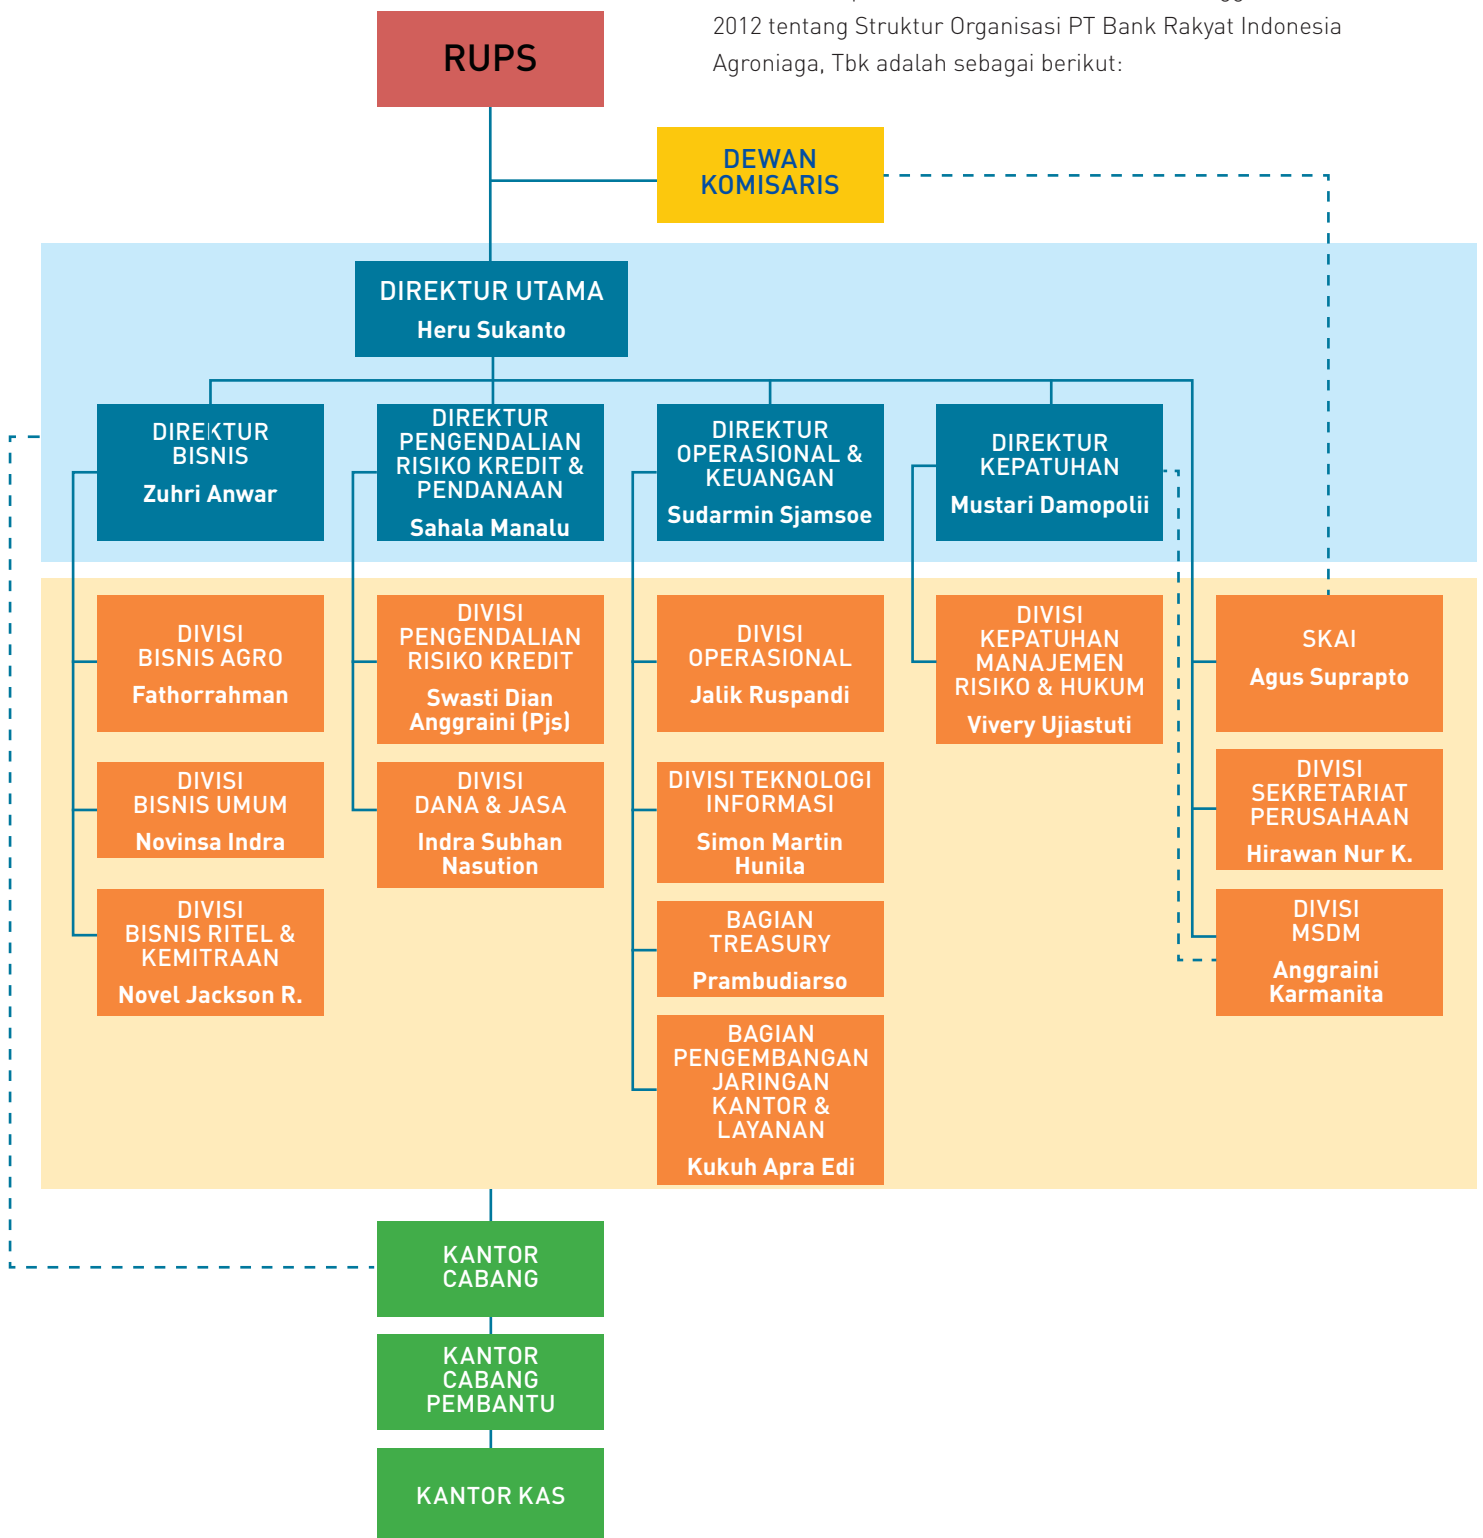 2012 tentang Struktur Organisasi PT Bank Rakyat Indonesia
Agroniaga, Tbk adalah sebagai berikut:
RUPS
DEWAN
KOMISARIS
DIREKTUR UTAMA
Heru Sukanto
DIREKTUR
BISNIS
Zuhri Anwar
DIREKTUR
PENGENDALIAN
RISIKO KREDIT &
PENDANAAN
Sahala Manalu
DIREKTUR
OPERASIONAL &
KEUANGAN
Sudarmin Sjamsoe
DIREKTUR
KEPATUHAN
Mustari Damopolii
DIVISI
BISNIS AGRO
Fathorrahman
DIVISI
PENGENDALIAN
RISIKO KREDIT
Swasti Dian
Anggraini (Pjs)
DIVISI
OPERASIONAL
Jalik Ruspandi
DIVISI
KEPATUHAN
MANAJEMEN
RISIKO & HUKUM
Vivery Ujiastuti
SKAI
Agus Suprapto
DIVISI
BISNIS UMUM
Novinsa Indra
DIVISI
DANA & JASA
Indra Subhan
Nasution
DIVISI TEKNOLOGI
INFORMASI
Simon Martin
Hunila
DIVISI
SEKRETARIAT
PERUSAHAAN
Hirawan Nur K.
DIVISI
BISNIS RITEL &
KEMITRAAN
Novel Jackson R.
BAGIAN
TREASURY
Prambudiarso
DIVISI
MSDM
Anggraini
Karmanita
BAGIAN
PENGEMBANGAN
JARINGAN
KANTOR &
LAYANAN
Kukuh Apra Edi
KANTOR
CABANG
KANTOR
CABANG
PEMBANTU
KANTOR KAS